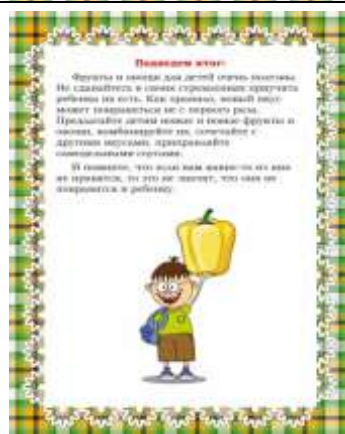 Подведем итог:
Фрукты и овощи для детей очень полезны.
Не сдавайтесь в своих стремлениях приучить
ребенка их есть. Как правило, новый вкус
может понравиться не с первого раза.
Предлагайте детям новые и новые фрукты и
овощи, комбинируйте их, сочетайте с
другими вкусами, приправляйте
самодельными соусами.
И помните, что если вам какие-то из них
не нравятся, то это не значит, что они не
понравятся и ребенку.